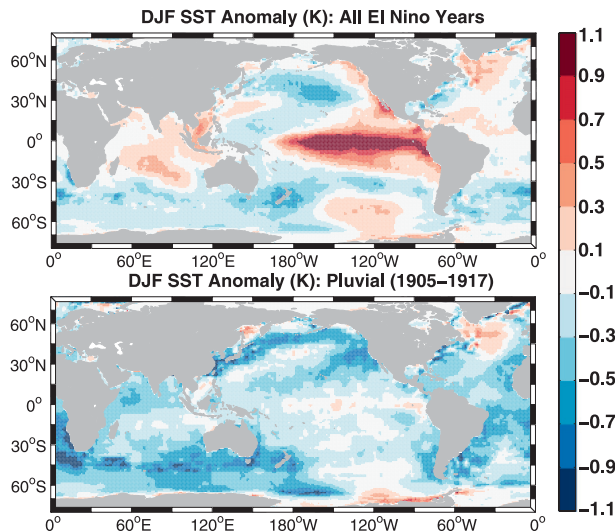 DJF SST Anomaly (K): All El Nino Years
60°N
30°N
0°
30°S
60°S
0° 60°E 120°W 180°W 120°W 60°W 0°
DJF SST Anomaly (K): Pluvial (1905−1917)
60°N
30°N
0°
30°S
60°S
0° 60°E 120°E 180°W 120°W 60°W 0°
1.1
0.9
0.7
0.5
0.3
0.1
−0.1
−0.3
−0.5
−0.7
−0.9
−1.1